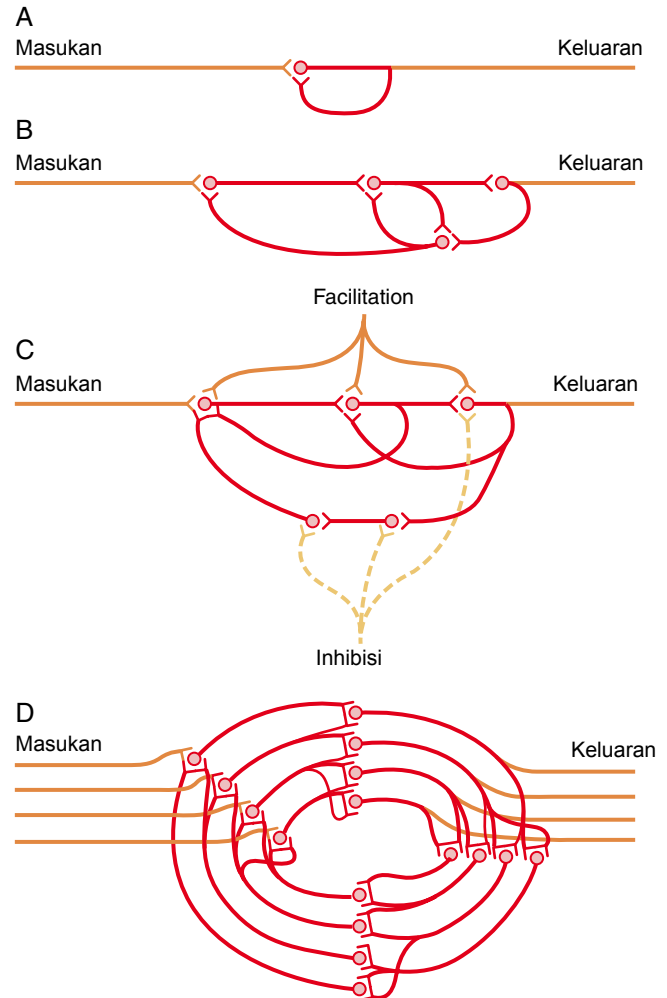 A
Masukan Keluaran
B
Masukan Keluaran
Facilitation
C
Masukan Keluaran
Inhibisi
D
Masukan Keluaran